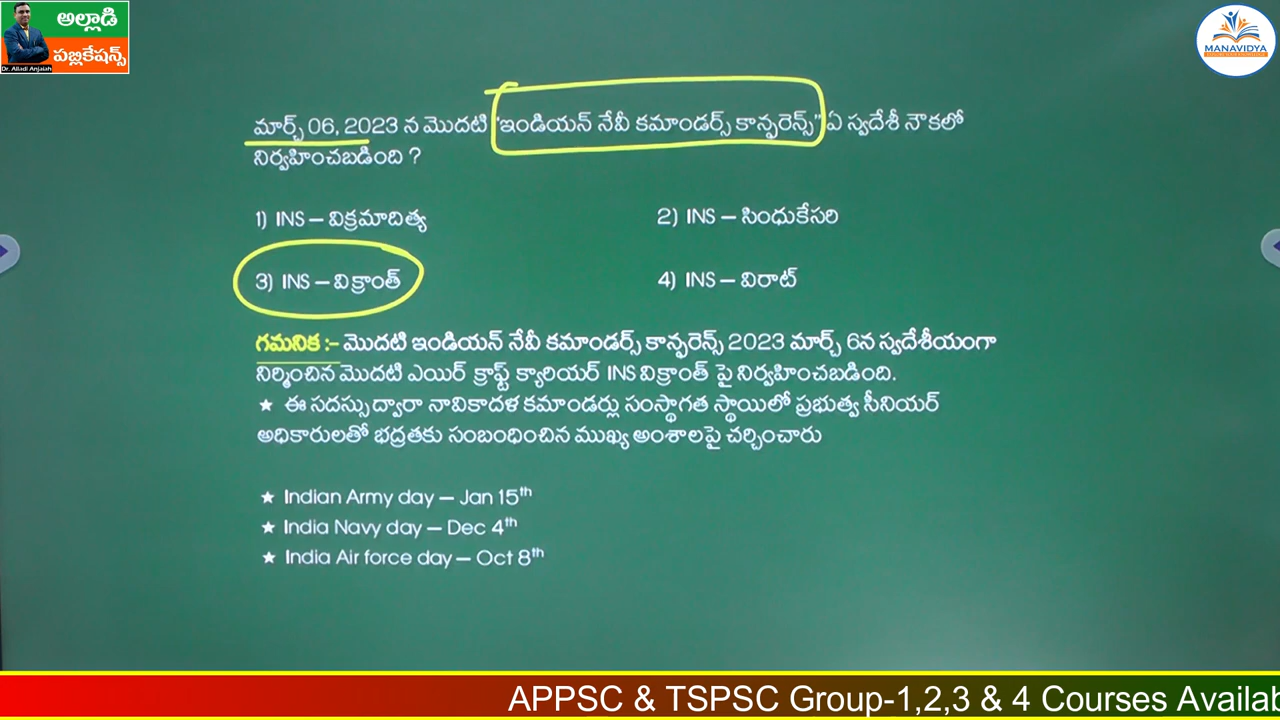 అల్లాడి
పబ్లికేషన్స్
Dr. Alladi Anjaiah
MANAVIDYA
మార్చ్ 06, 2023 న మొదటి "ఇండియన్ నేవీ కమాండర్స్ కాన్ఫరెన్స్" ఏ స్వదేశీ నౌకలో
నిర్వహించబడింది ?
1) INS – విక్రమాదిత్య
2) INS – సింధుకేసరి
3) INS – విక్రాంత్
4) INS – విరాట్
గమనిక :- మొదటి ఇండియన్ నేవీ కమాండర్స్ కాన్ఫరెన్స్ 2023 మార్చ్ 6న స్వదేశీయంగా
నిర్మించిన మొదటి ఎయిర్ క్రాఫ్ట్ క్యారియర్ INS విక్రాంత్ పై నిర్వహించబడింది.
★ ఈ సదస్సు ద్వారా నావికాదళ కమాండర్లు సంస్థాగత స్థాయిలో ప్రభుత్వ సీనియర్
అధికారులతో భద్రతకు సంబంధించిన ముఖ్య అంశాలపై చర్చించారు
★ Indian Army day – Jan 15th
★ India Navy day – Dec 4th
★ India Air force day – Oct 8th
APPSC & TSPSC Group-1,2,3 & 4 Courses Availab